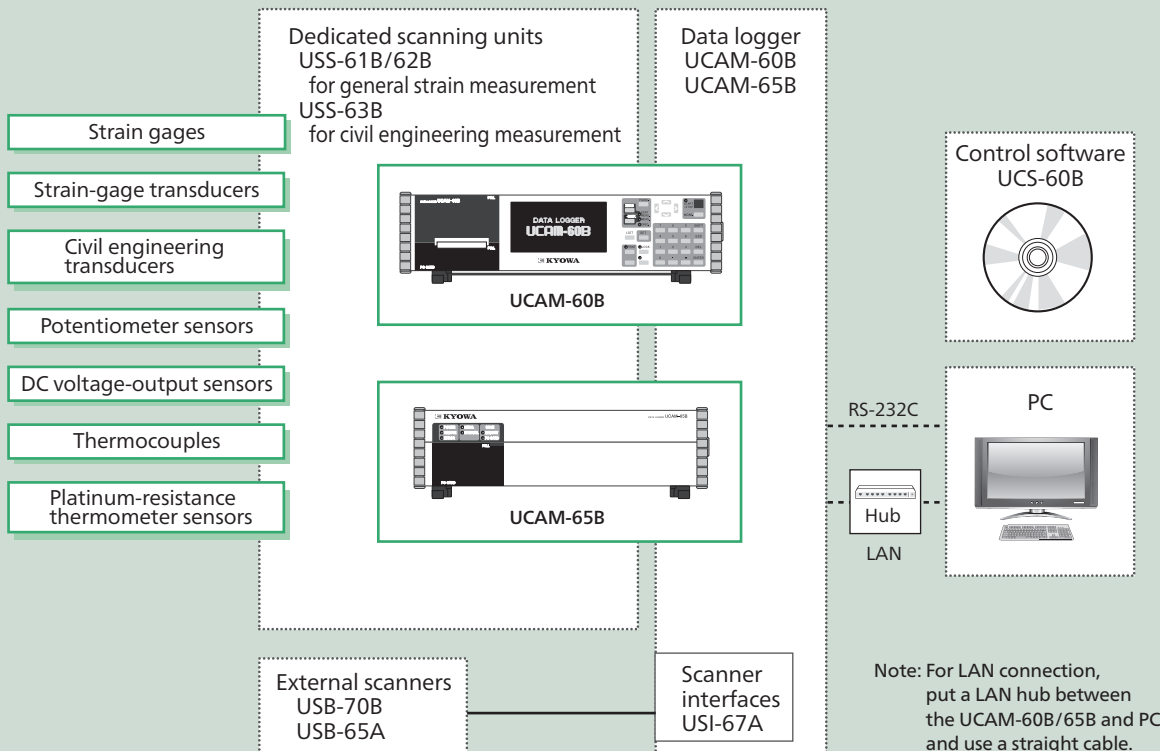 Dedicated scanning units
USS-61B/62B
for general strain measurement
USS-63B
for civil engineering measurement
Data logger
UCAM-60B
UCAM-65B
Strain gages
Strain-gage transducers
Civil engineering
transducers
Potentiometer sensors
DC voltage-output sensors
Thermocouples
Platinum-resistance
thermometer sensors
DATA LOGGER
UCAM-60B
KYOWA
UCAM-60B
KYOWA
UCAM-65B
UCAM-65B
Control software
UCS-60B
RS-232C
PC
Hub
LAN
External scanners
USB-70B
USB-65A
Scanner
interfaces
USI-67A
Note: For LAN connection,
put a LAN hub between
the UCAM-60B/65B and PC
and use a straight cable.